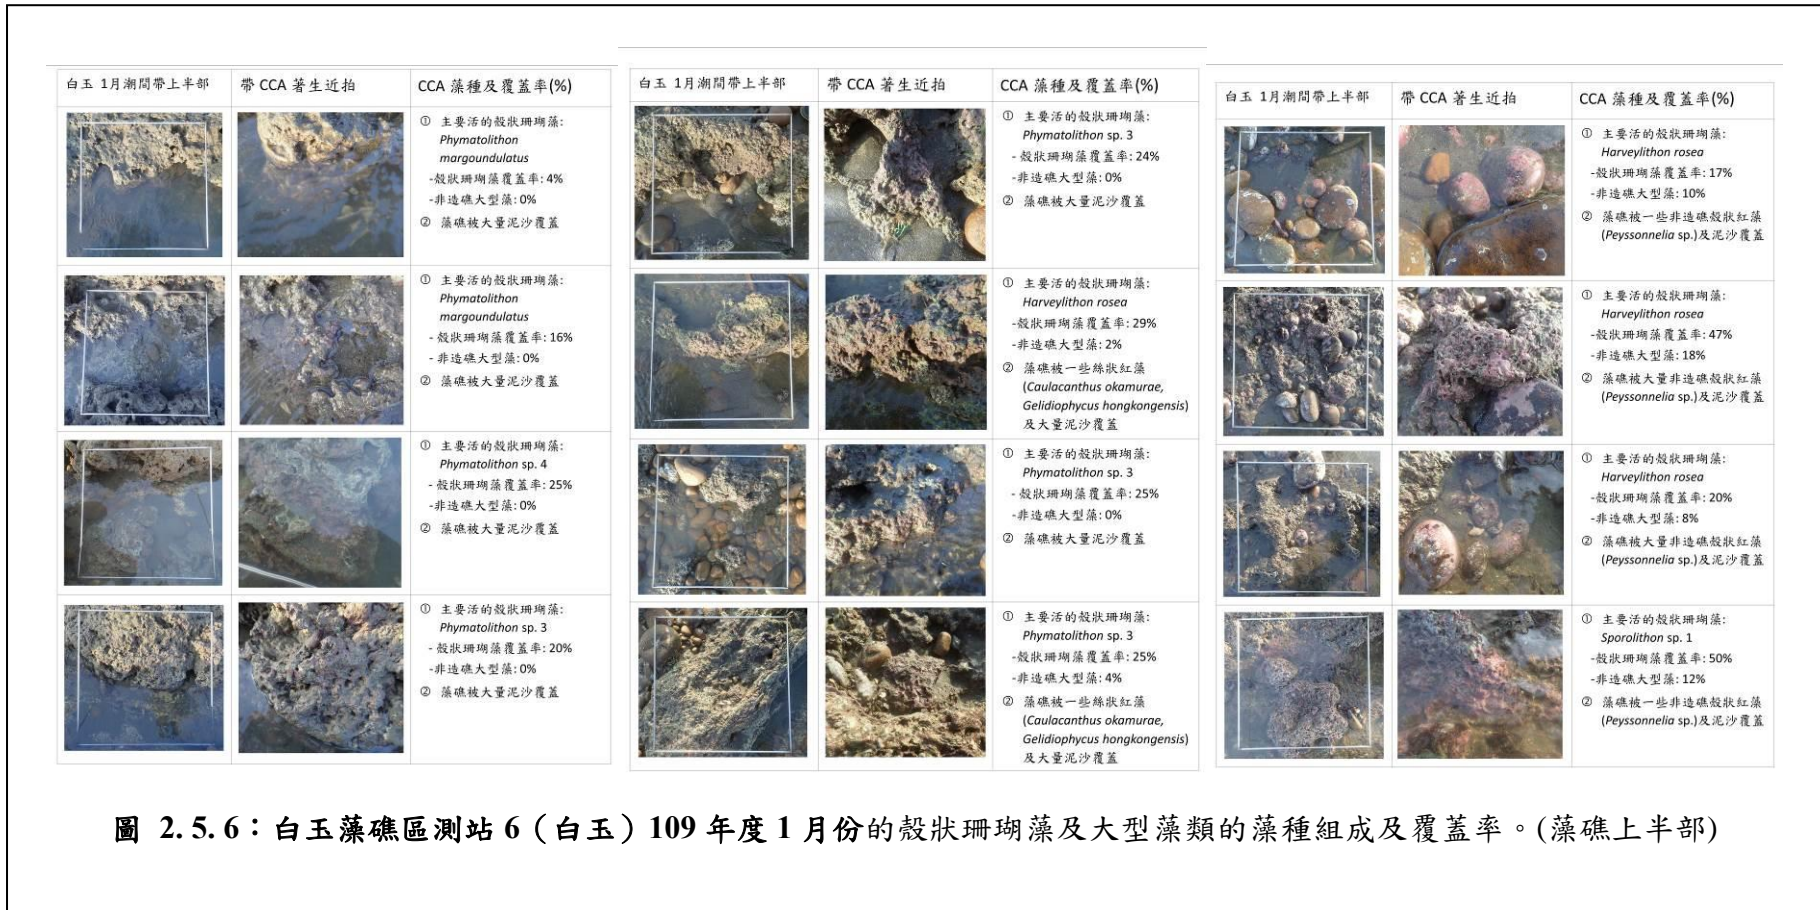 白玉 1月潮間帶上半部
帶 CCA 著生近拍
CCA 藻種及覆蓋率(%)
① 主要活的殼狀珊瑚藻:
Phymatolithon
margoundulatus
-殼狀珊瑚藻覆蓋率: 4%
-非造礁大型藻: 0%
② 藻礁被大量泥沙覆蓋
① 主要活的殼狀珊瑚藻:
Phymatolithon
margoundulatus
- 殼狀珊瑚藻覆蓋率: 16%
- 非造礁大型藻: 0%
② 藻礁被大量泥沙覆蓋
① 主要活的殼狀珊瑚藻:
Phymatolithon sp. 4
- 殼狀珊瑚藻覆蓋率: 25%
-非造礁大型藻: 0%
② 藻礁被大量泥沙覆蓋
① 主要活的殼狀珊瑚藻:
Phymatolithon sp. 3
- 殼狀珊瑚藻覆蓋率: 20%
-非造礁大型藻: 0%
② 藻礁被大量泥沙覆蓋
白玉 1月潮間帶上半部
帶 CCA 著生近拍
CCA 藻種及覆蓋率(%)
① 主要活的殼狀珊瑚藻:
Phymatolithon sp. 3
- 殼狀珊瑚藻覆蓋率: 24%
-非造礁大型藻: 0%
② 藻礁被大量泥沙覆蓋
① 主要活的殼狀珊瑚藻:
Harveylithon rosea
-殼狀珊瑚藻覆蓋率: 29%
-非造礁大型藻: 2%
② 藻礁被一些絲狀紅藻
(Caulacanthus okamurae,
Gelidiophycus hongkongensis)
及大量泥沙覆蓋
① 主要活的殼狀珊瑚藻:
Phymatolithon sp. 3
- 殼狀珊瑚藻覆蓋率: 25%
-非造礁大型藻: 0%
② 藻礁被大量泥沙覆蓋
① 主要活的殼狀珊瑚藻:
Phymatolithon sp. 3
-殼狀珊瑚藻覆蓋率: 25%
-非造礁大型藻: 4%
② 藻礁被一些絲狀紅藻
(Caulacanthus okamurae,
Gelidiophycus hongkongensis)
及大量泥沙覆蓋
白玉 1月潮間帶上半部
帶 CCA 著生近拍
CCA 藻種及覆蓋率(%)
① 主要活的殼狀珊瑚藻:
Harveylithon rosea
-殼狀珊瑚藻覆蓋率: 17%
-非造礁大型藻: 10%
② 藻礁被一些非造礁殼狀紅藻
(Peyssonnelia sp.)及泥沙覆蓋
① 主要活的殼狀珊瑚藻:
Harveylithon rosea
-殼狀珊瑚藻覆蓋率: 47%
-非造礁大型藻: 18%
② 藻礁被大量非造礁殼狀紅藻
(Peyssonnelia sp.)及泥沙覆蓋
① 主要活的殼狀珊瑚藻:
Harveylithon rosea
-殼狀珊瑚藻覆蓋率: 20%
-非造礁大型藻: 8%
② 藻礁被大量非造礁殼狀紅藻
(Peyssonnelia sp.)及泥沙覆蓋
① 主要活的殼狀珊瑚藻:
Sporolithon sp. 1
-殼狀珊瑚藻覆蓋率: 50%
-非造礁大型藻: 12%
② 藻礁被一些非造礁殼狀紅藻
(Peyssonnelia sp.)及泥沙覆蓋
圖 2.5.6：白玉藻礁區測站 6（白玉）109 年度 1 月份的殼狀珊瑚藻及大型藻類的藻種組成及覆蓋率。(藻礁上半部)